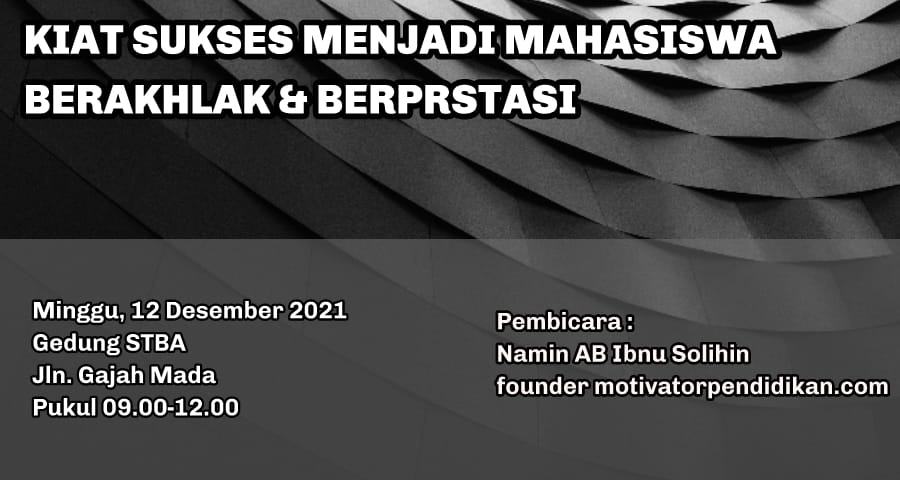 KIAT SUKSES MENJADI MAHASISWA
BERAKHLAK & BERPRSTASI
Minggu, 12 Desember 2021
Gedung STBA
Jln. Gajah Mada
Pukul 09.00-12.00
Pembicara :
Namin AB Ibnu Solihin
founder motivatorpendidikan.com